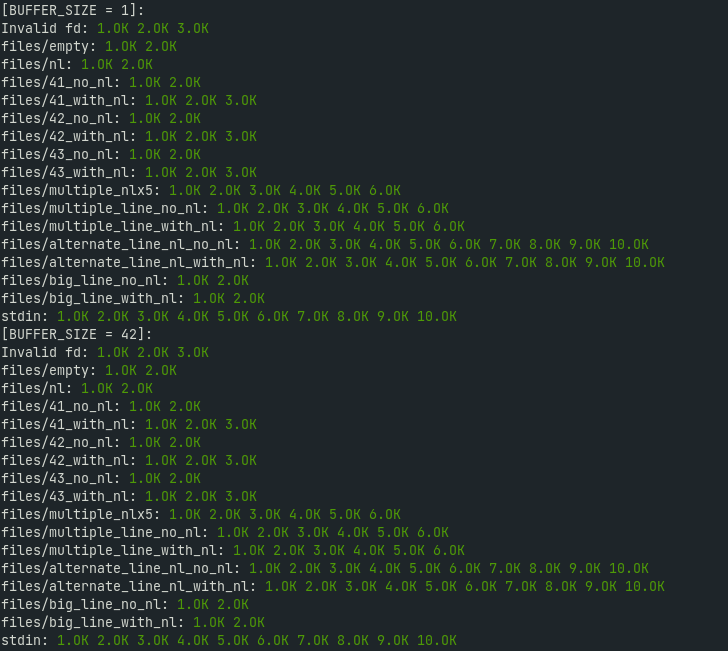 [BUFFER_SIZE = 1]:
Invalid fd: 1.OK 2.OK 3.OK
files/empty: 1.OK 2.OK
files/nl: 1.OK 2.OK
files/41_no_nl: 1.OK 2.OK
files/41_with_nl: 1.OK 2.OK 3.OK
files/42_no_nl: 1.OK 2.OK
files/42_with_nl: 1.OK 2.OK 3.OK
files/43_no_nl: 1.OK 2.OK
files/43_with_nl: 1.OK 2.OK 3.OK
files/multiple_nlx5: 1.OK 2.OK 3.OK 4.OK 5.OK 6.OK
files/multiple_line_no_nl: 1.OK 2.OK 3.OK 4.OK 5.OK 6.OK
files/multiple_line_with_nl: 1.OK 2.OK 3.OK 4.OK 5.OK 6.OK
files/alternate_line_nl_no_nl: 1.OK 2.OK 3.OK 4.OK 5.OK 6.OK 7.OK 8.OK 9.OK 10.OK
files/alternate_line_nl_with_nl: 1.OK 2.OK 3.OK 4.OK 5.OK 6.OK 7.OK 8.OK 9.OK 10.OK
files/big_line_no_nl: 1.OK 2.OK
files/big_line_with_nl: 1.OK 2.OK
stdin: 1.OK 2.OK 3.OK 4.OK 5.OK 6.OK 7.OK 8.OK 9.OK 10.OK
[BUFFER_SIZE = 42]:
Invalid fd: 1.OK 2.OK 3.OK
files/empty: 1.OK 2.OK
files/nl: 1.OK 2.OK
files/41_no_nl: 1.OK 2.OK
files/41_with_nl: 1.OK 2.OK 3.OK
files/42_no_nl: 1.OK 2.OK
files/42_with_nl: 1.OK 2.OK 3.OK
files/43_no_nl: 1.OK 2.OK
files/43_with_nl: 1.OK 2.OK 3.OK
files/multiple_nlx5: 1.OK 2.OK 3.OK 4.OK 5.OK 6.OK
files/multiple_line_no_nl: 1.OK 2.OK 3.OK 4.OK 5.OK 6.OK
files/multiple_line_with_nl: 1.OK 2.OK 3.OK 4.OK 5.OK 6.OK
files/alternate_line_nl_no_nl: 1.OK 2.OK 3.OK 4.OK 5.OK 6.OK 7.OK 8.OK 9.OK 10.OK
files/alternate_line_nl_with_nl: 1.OK 2.OK 3.OK 4.OK 5.OK 6.OK 7.OK 8.OK 9.OK 10.OK
files/big_line_no_nl: 1.OK 2.OK
files/big_line_with_nl: 1.OK 2.OK
stdin: 1.OK 2.OK 3.OK 4.OK 5.OK 6.OK 7.OK 8.OK 9.OK 10.OK